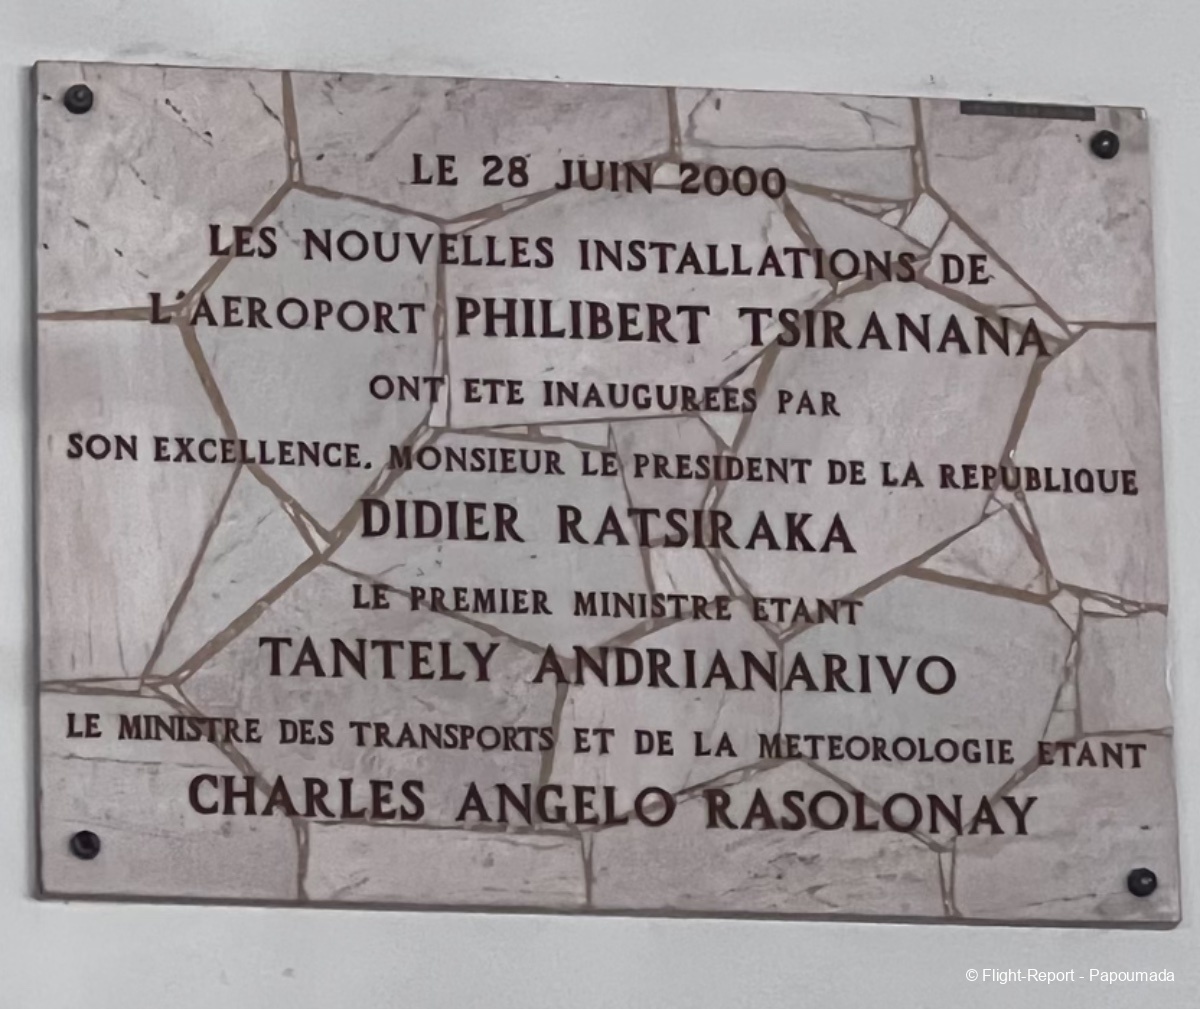 LE 28 JUIN 2000
LES NOUVELLES INSTALLATIONS DE
L'AEROPORT PHILIBERT TSIRANANA
ONT ETE INAUGUREES PAR
SON EXCELLENCE. MONSIEUR LE PRESIDENT DE LA REPUBLIQUE
DIDIER RATSIRAKA
LE PREMIER MINISTRE ETANT
TANTELY ANDRIANARIVO
LE MINISTRE DES TRANSPORTS ET DE LA METEOROLOGIE ETANT
CHARLES ANGELO RASOLONAY
© Flight-Report - Papoumada